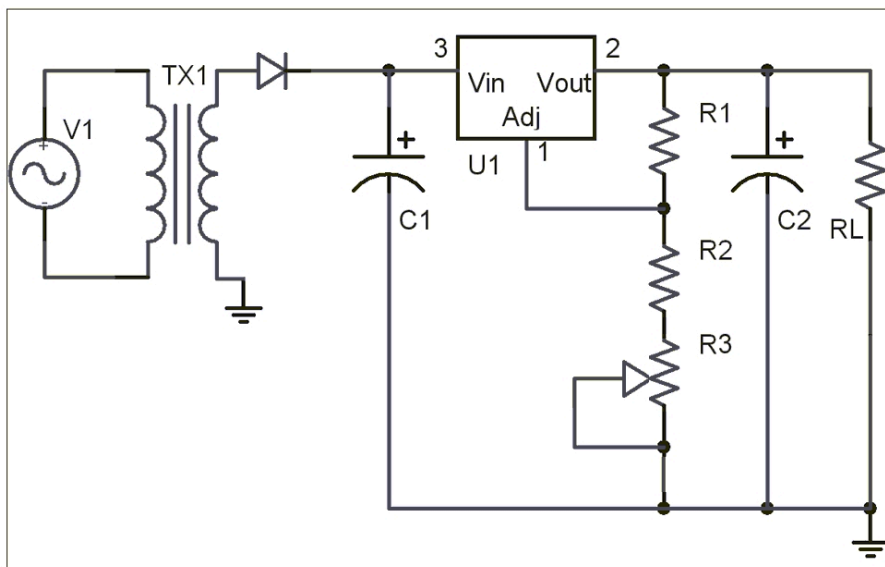 TX1
V1
+
-
3
2
Vin
Vout
Adj
1
U1
+
C1
R1
R2
R3
+
C2
RL